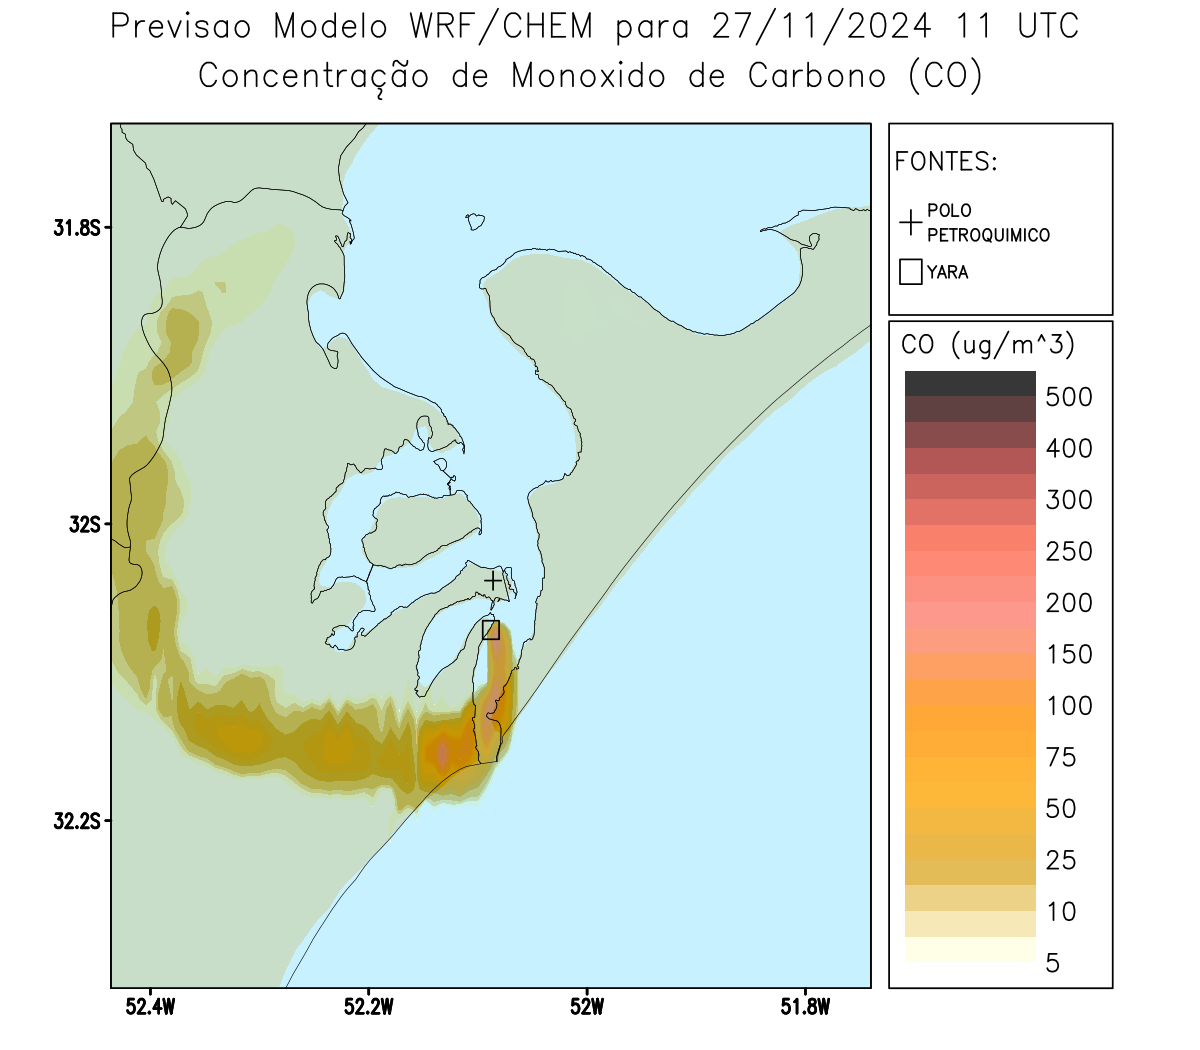 Previsao Modelo WRF/CHEM para 27/11/2024 11 UTC
Concentração de Monoxido de Carbono (CO)
FONTES:
POLO
PETROQUIMICO
YARA
CO (ug/m^3)
500
400
300
250
200
150
100
75
50
25
10
5
31.8S
32S
32.2S
52.4W
52.2W
52W
51.8W